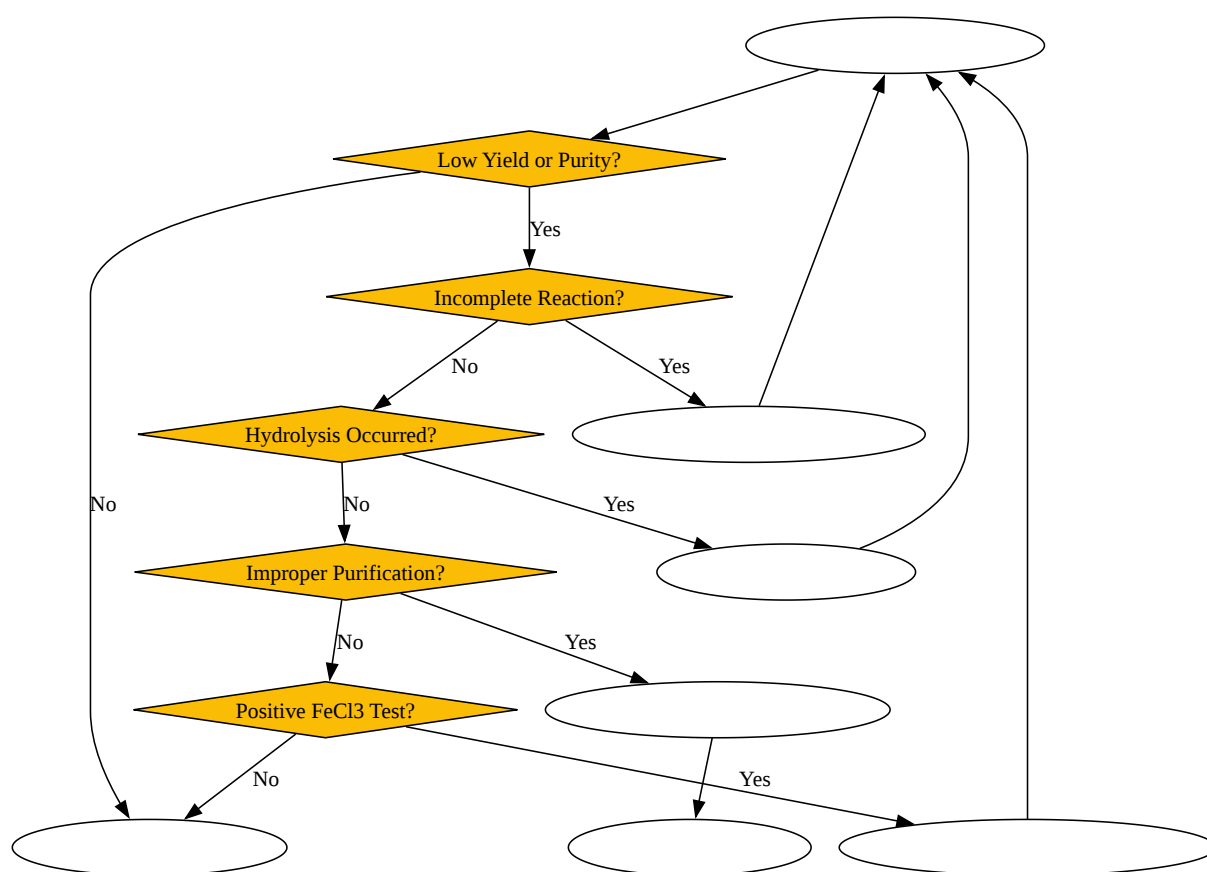 Low Yield or Purity?
Yes
Incomplete Reaction?
No
Yes
Hydrolysis Occurred?
No
No
Yes
Improper Purification?
No
Yes
Positive FeCl3 Test?
No
Yes